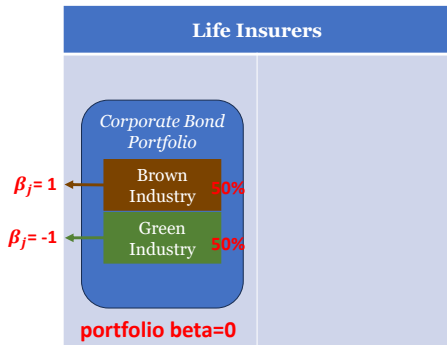 Life Insurers
Corporate Bond
Portfolio
Brown
Industry
50%
βj= 1
Green
Industry
50%
βj= -1
portfolio beta=0